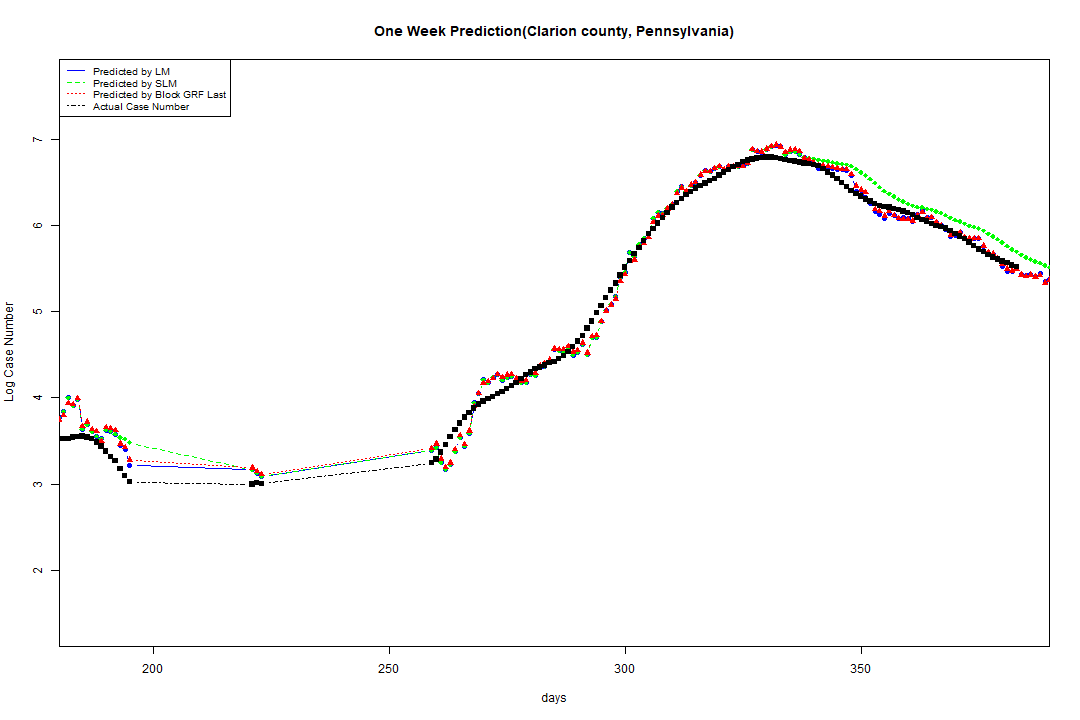 One Week Prediction(Clarion county, Pennsylvania)
Predicted by LM
Predicted by SLM
Predicted by Block GRF Last
Actual Case Number
Log Case Number
7
6
5
4
3
2
200
250
300
350
days